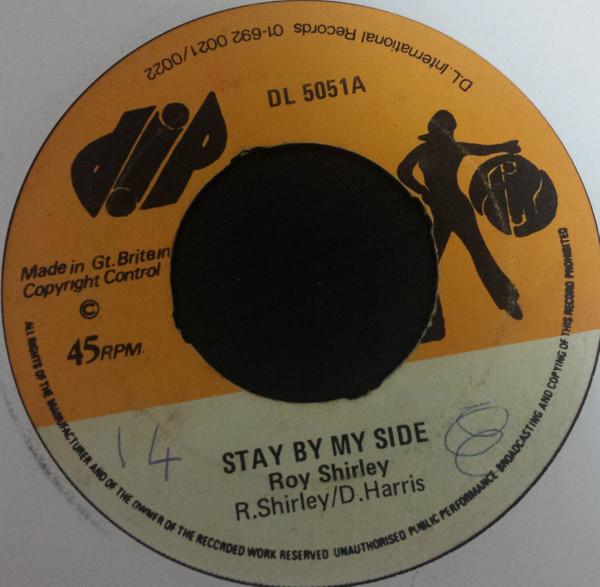 D.L. International Records 01-692 0021/0022
DL 5051A
dip
Made in Gt. Britain
Copyright Control
©
45RPM.
14
STAY BY MY SIDE
Roy Shirley
R.Shirley/D.Harris
ALL RIGHTS OF THE MANUFACTURER AND OF THE OWNER OF THE RECORDED WORK RESERVED UNAUTHORISED PUBLIC PERFORMANCE BROADCASTING AND COPYING OF THIS RECORD PROHIBITED